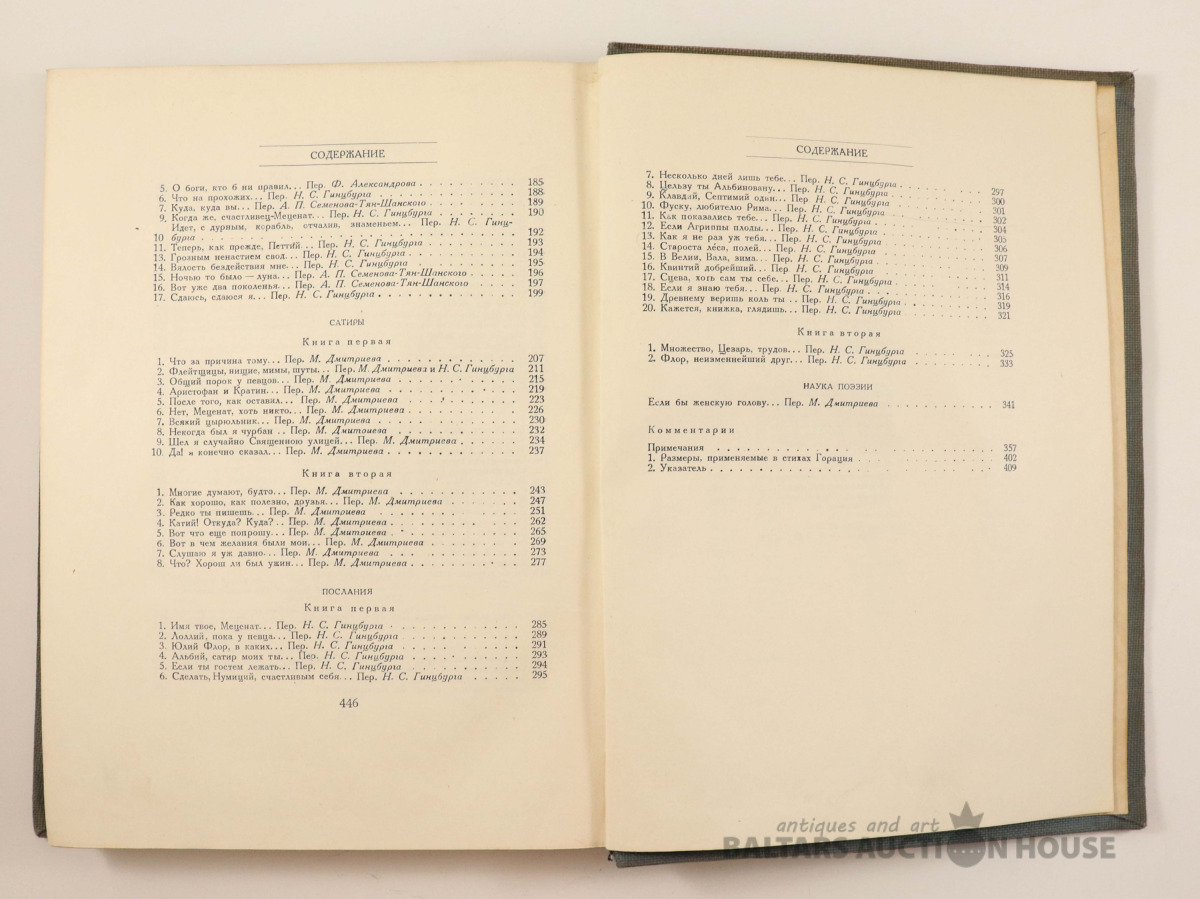 СОДЕРЖАНИЕ
5. О боги, кто б ни правил... Пер. Ф. Александрова . . . . . . . . . 185
6. Что на прохожих... Пер. Н. С. Гинцбурга . . . . . . . . . 188
7. Куда, куда вы... Пер. А. П. Семенова-Тян-Шанского . . . . . . . . 189
9. Когда же, счастливец-Меценат... Пер. Н. С. Гинцбурга . . . . . . . 190
Идет, с дурным, корабль, отчалив, знаменьем... Пер. Н. С. Гинц-
10 бурга . . . . . . . . . 192
11. Теперь, как прежде, Петтий... Пер. Н. С. Гинцбурга . . . . . . . . 193
13. Грозным ненастием свод... Пер. Н. С. Гинцбурга . . . . . . . . 194
14. Вялость бездействия мне... Пер. Н. С. Гинцбурга . . . . . . . . 195
15. Ночью то было — луна... Пер. А. П. Семенова-Тян-Шанского . . . . . 196
16. Вот уже два поколенья... Пер. А. П. Семенова-Тян-Шанского . . . . . 197
17. Сдаюсь, сдаюся я... Пер. Н. С. Гинцбурга . . . . . . . . . 199
САТИРЫ
Книга первая
1. Что за причина тому... Пер. М. Дмитриева . . . . . . . . . 207
2. Флейтщицы, нищие, мимы, шуты... Пер. М. Дмитриева и Н. С. Гинцбурга 211
3. Общий порок у певцов... Пер. М. Дмитриева . . . . . . . . . 215
4. Аристофан и Кратин... Пер. М. Дмитриева . . . . . . . . . 219
5. После того, как оставил... Пер. М. Дмитриева . . . . . . . . . 223
6. Нет, Меценат, хоть никто... Пер. М. Дмитриева . . . . . . . . . 226
7. Всякий цырюльник... Пер. М. Дмитриева . . . . . . . . . 230
8. Некогда был я чурбан . . Пер. М. Дмитриева . . . . . . . . . 232
9. Шел я случайно Священною улицей... Пер. М. Дмитриева . . . . . 234
10. Да! я конечно сказал... Пер. М. Дмитриева . . . . . . . . . 237
Книга вторая
1. Многие думают, будто... Пер. М. Дмитриева . . . . . . . . . 243
2. Как хорошо, как полезно, друзья... Пер. М. Дмитриева . . . . . . 247
3. Редко ты пишешь... Пер. М. Дмитриева . . . . . . . . . 251
4. Катий! Откуда? Куда?.. Пер. М. Дмитриева . . . . . . . . . 262
5. Вот что еще попрошу... Пер. М. Дмитриева . . . . . . . . . 265
6. Вот в чем желания были мои... Пер. М. Дмитриева . . . . . . . . 269
7. Слушаю я уж давно... Пер. М. Дмитриева . . . . . . . . . 273
8. Что? Хорош ли был ужин... Пер. М. Дмитриева . . . . . . . . . 277
ПОСЛАНИЯ
Книга первая
1. Имя твое, Меценат... Пер. Н. С. Гинцбурга . . . . . . . . . 285
2. Лоллий, пока у певца... Пер. Н. С. Гинцбурга . . . . . . . . . 289
3. Юлий Флор, в каких... Пер. Н. С. Гинцбурга . . . . . . . . . 291
4. Альбий, сатир моих ты... Пер. Н. С. Гинцбурга . . . . . . . . . 293
5. Если ты гостем лежать... Пер. Н. С. Гинцбурга . . . . . . . . . 294
6. Сделать, Нумиций, счастливым себя... Пер. Н. С. Гинцбурга . . . . . 295
446
СОДЕРЖАНИЕ
7. Несколько дней лишь тебе... Пер. Н. С. Гинцбурга . . . . . . . . 297
8. Цельзу ты Альбиновану... Пер. Н. С. Гинцбурга . . . . . . . . 300
9. Клавдий, Септимий один... Пер. Н. С. Гинцбурга . . . . . . . . 301
10. Фуску, любителю Рима... Пер. Н. С. Гинцбурга . . . . . . . . 302
11. Как показались тебе... Пер. Н. С. Гинцбурга . . . . . . . . 304
12. Если Агриппы плоды... Пер. Н. С. Гинцбурга . . . . . . . . 305
13. Как я не раз уж тебя... Пер. Н. С. Гинцбурга . . . . . . . . 306
14. Староста ле́са, полей... Пер. Н. С. Гинцбурга . . . . . . . . 307
15. В Велии, Вала, зима... Пер. Н. С. Гинцбурга . . . . . . . . 309
16. Квинтий добрейший... Пер. Н. С. Гинцбурга . . . . . . . . 311
17. Сцева, хоть сам ты себе... Пер. Н. С. Гинцбурга . . . . . . . . 314
18. Если я знаю тебя... Пер. Н. С. Гинцбурга . . . . . . . . 316
19. Древнему веришь коль ты . . Пер. Н. С. Гинцбурга . . . . . . . 319
20. Кажется, книжка, глядишь... Пер. Н. С. Гинцбурга . . . . . . . 321
Книга вторая
1. Множество, Цезарь, трудов... Пер. Н. С. Гинцбурга . . . . . . . 325
2. Флор, неизменнейший друг... Пер. Н. С. Гинцбурга . . . . . . . 333
НАУКА ПОЭЗИИ
Если бы женскую голову... Пер. М. Дмитриева . . . . . . . . . 341
Комментарии
Примечания . . . . . . . . . 357
1. Размеры, применяемые в стихах Горация . . . . . . . . . 402
2. Указатель . . . . . . . . . 409
antiques and art
BALTARS AUCTION HOUSE